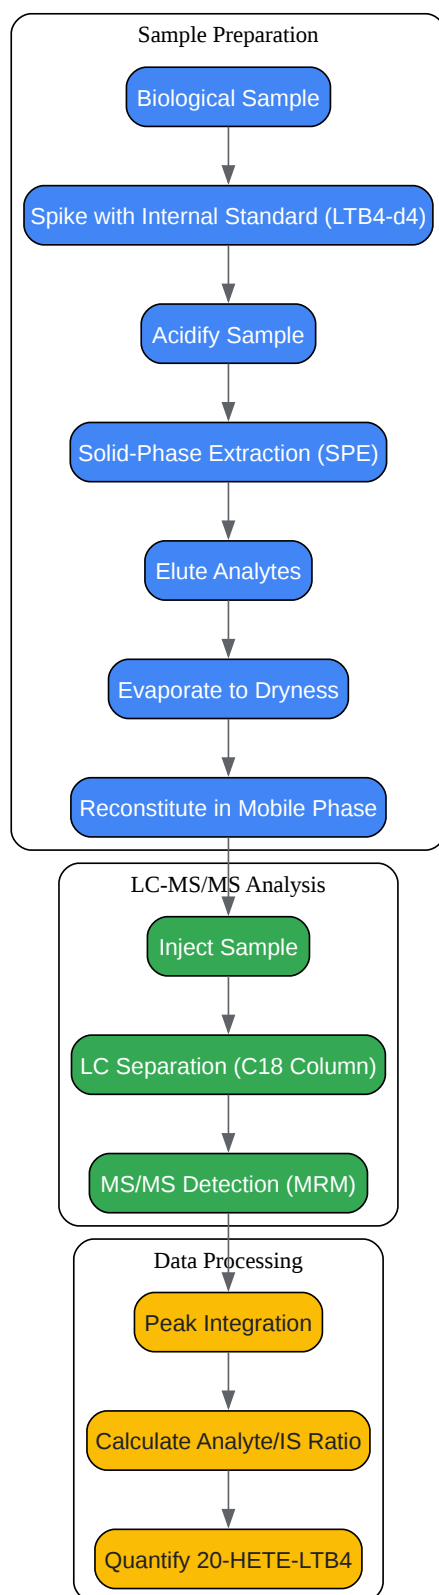 Sample Preparation
Biological Sample
Spike with Internal Standard (LTB4-d4)
Acidify Sample
Solid-Phase Extraction (SPE)
Elute Analytes
Evaporate to Dryness
Reconstitute in Mobile Phase
LC-MS/MS Analysis
Inject Sample
LC Separation (C18 Column)
MS/MS Detection (MRM)
Data Processing
Peak Integration
Calculate Analyte/IS Ratio
Quantify 20-HETE-LTB4